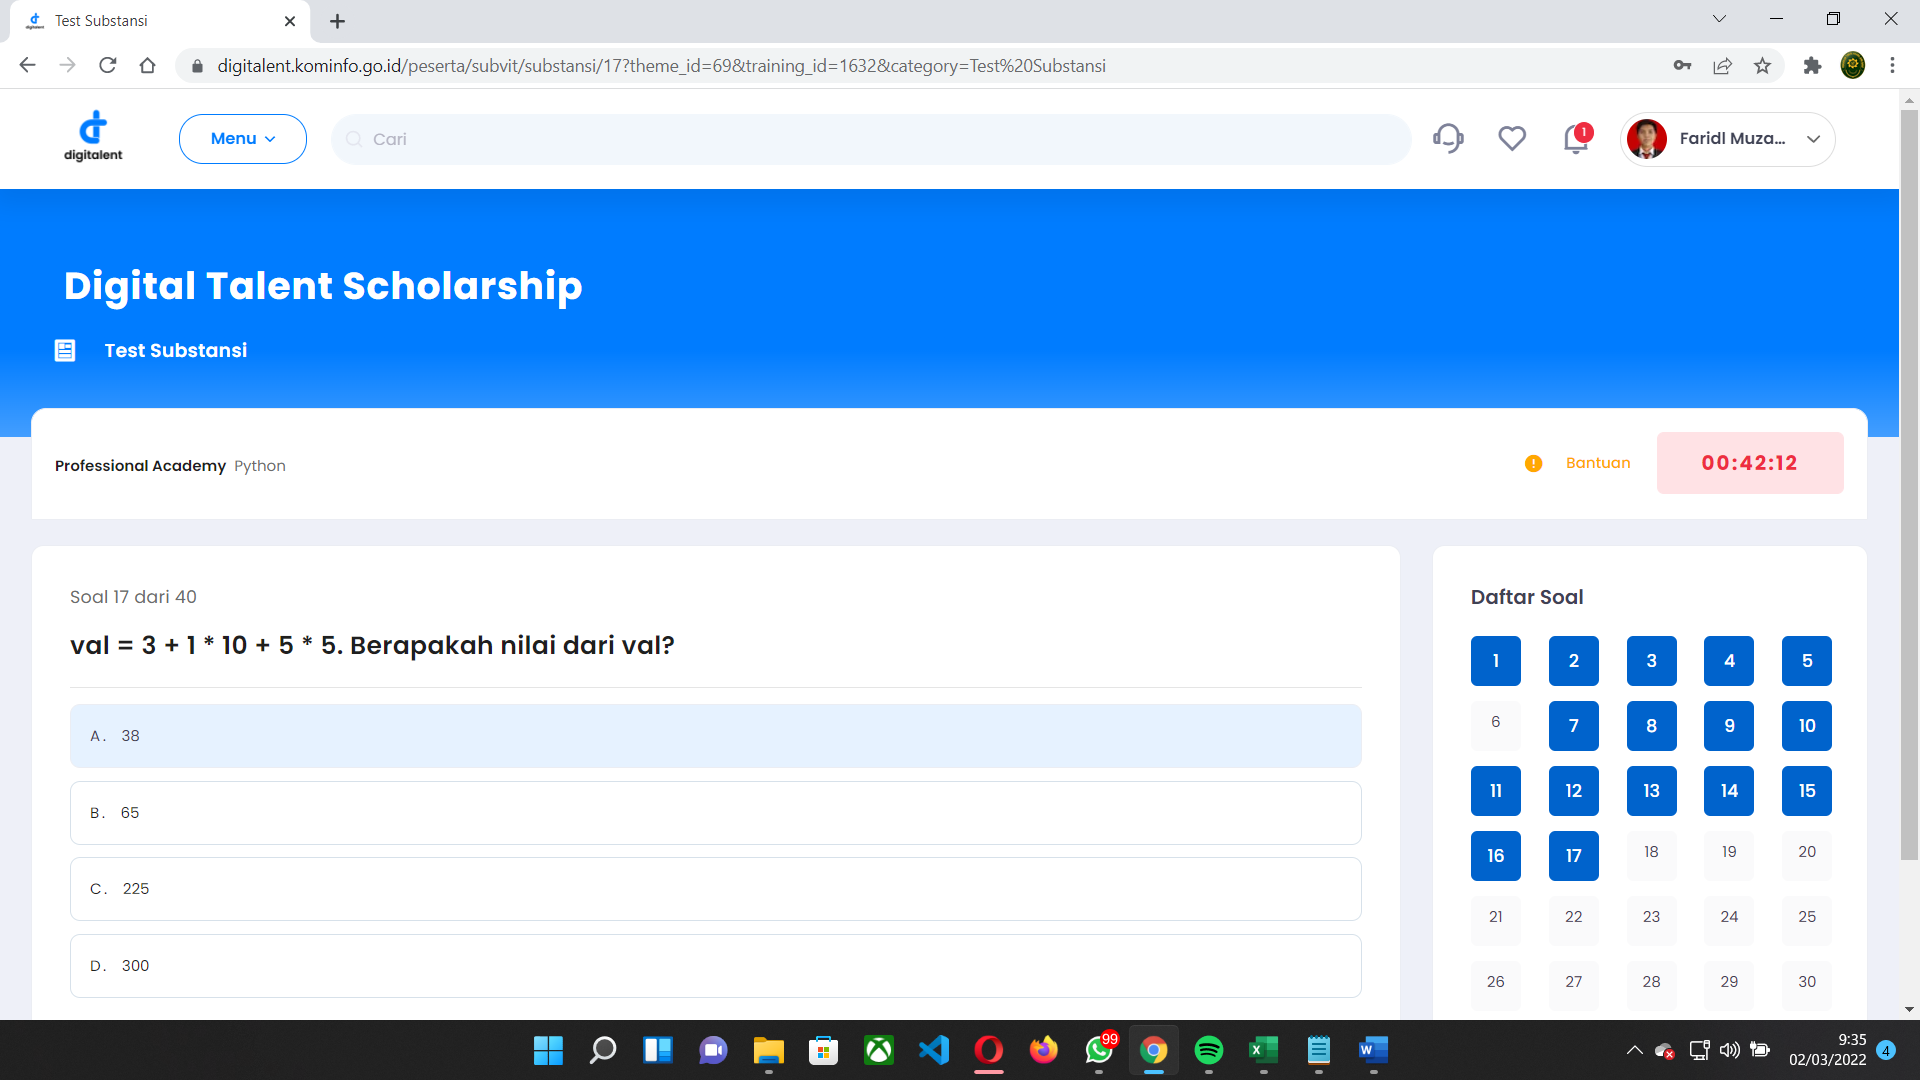 Test Substansi
digitalent.kominfo.go.id/peserta/subvit/substansi/17?theme_id=69&training_id=1632&category=Test%20Substansi
digitalent
Menu
Cari
1
Faridl Muza...
Digital Talent Scholarship
Test Substansi
Professional Academy Python
Bantuan
00:42:12
Soal 17 dari 40
val = 3 + 1 * 10 + 5 * 5. Berapakah nilai dari val?
A. 38
B. 65
C. 225
D. 300
Daftar Soal
1 2 3 4 5
6 7 8 9 10
11 12 13 14 15
16 17 18 19 20
21 22 23 24 25
26 27 28 29 30
99
9:35
02/03/2022
4